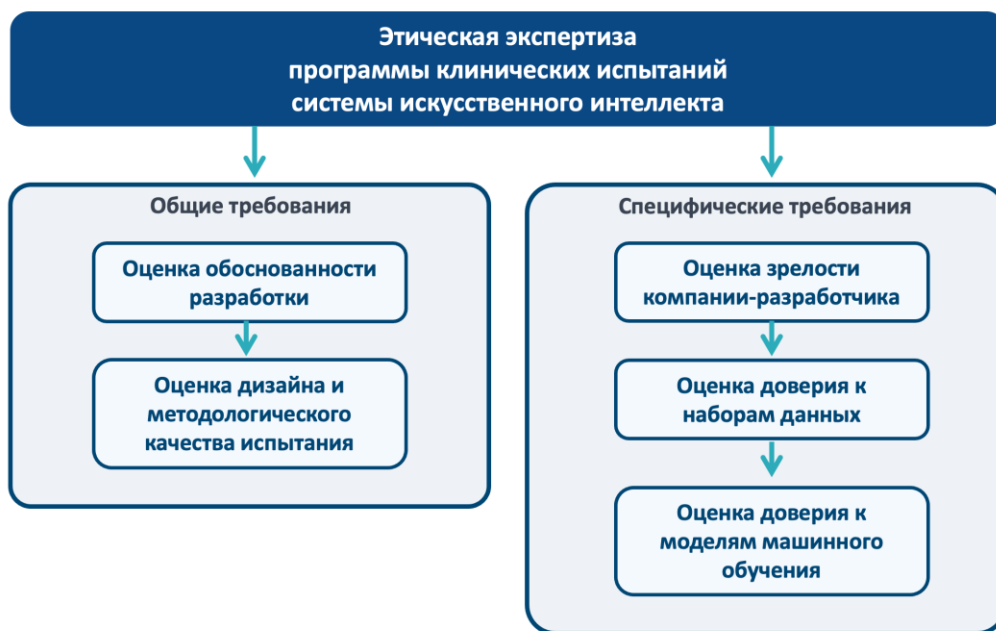 Этическая экспертиза
программы клинических испытаний
системы искусственного интеллекта
Общие требования
Оценка обоснованности
разработки
Оценка дизайна и
методологического
качества испытания
Специфические требования
Оценка зрелости
компании-разработчика
Оценка доверия к
наборам данных
Оценка доверия к
моделям машинного
обучения